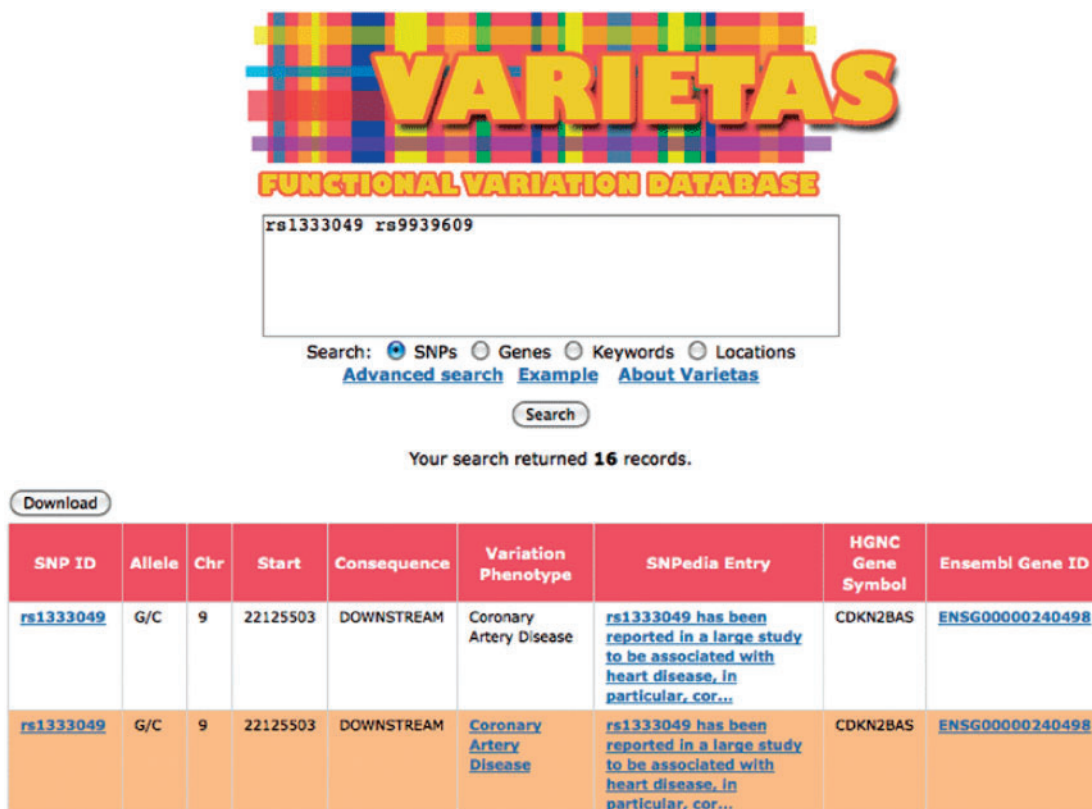 VARIETAS
FUNCTIONAL VARIATION DATABASE
rs1333049 rs9939609
Search: SNPs Genes Keywords Locations
Advanced search Example About Varietas
Search
Your search returned 16 records.
Download
SNP ID Allele Chr Start Consequence Variation Phenotype SNPedia Entry HGNC Gene Symbol Ensembl Gene ID
rs1333049 G/C 9 22125503 DOWNSTREAM Coronary rs1333049 has been CDKN2BAS ENSG00000240498
Artery Disease reported in a large study
to be associated with
heart disease, in
particular, cor...
rs1333049 G/C 9 22125503 DOWNSTREAM Coronary rs1333049 has been CDKN2BAS ENSG00000240498
Artery reported in a large study
Disease to be associated with
heart disease, in
particular, cor...